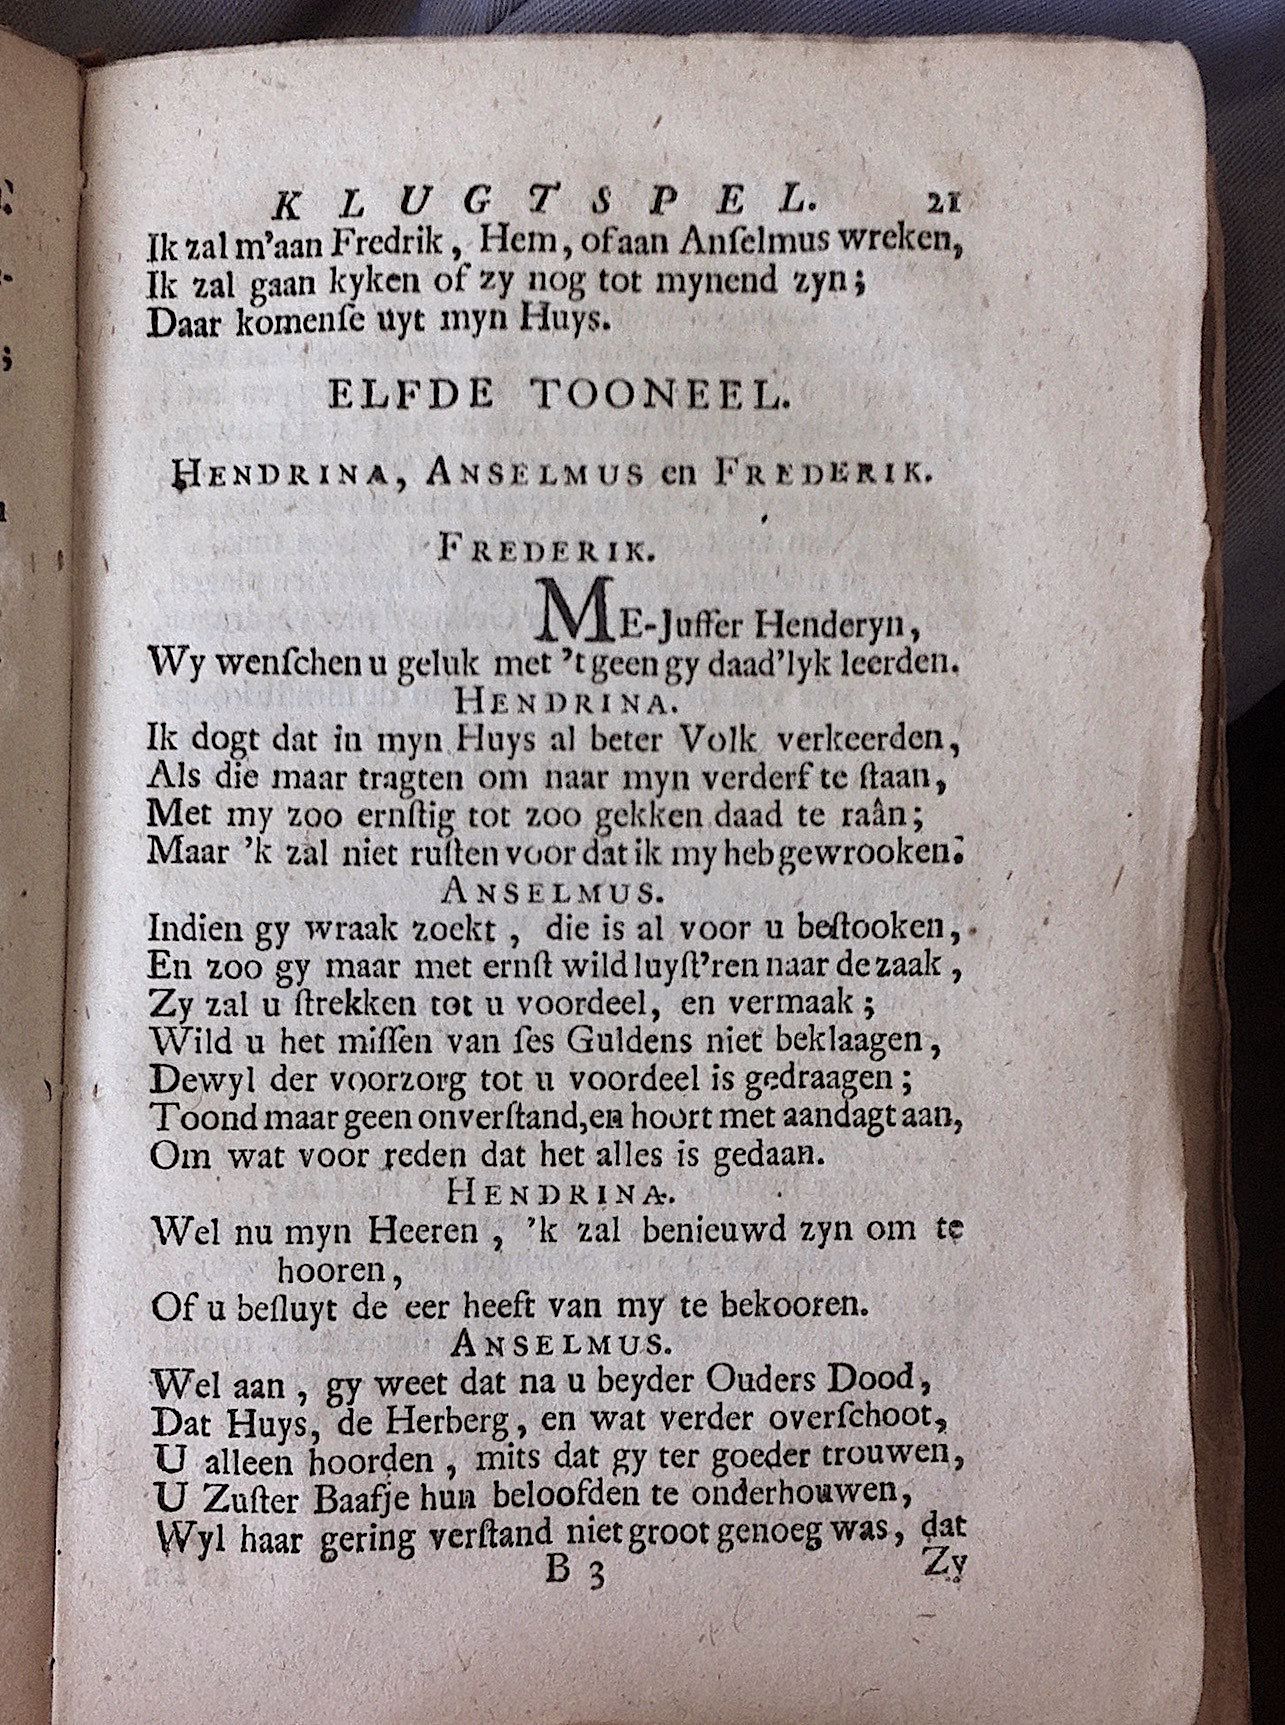 KLUGTSPEL. 21
Ik zal m'aan Fredrik, Hem, of aan Anſelmus wreken,
Ik zal gaan kyken of zy nog tot mynend zyn;
Daar komenſe uyt myn Huys.
ELFDE TOONEEL.
HENDRINA, ANSELMUS en FREDERIK.
FREDERIK.
ME-Juffer Henderyn,
Wy wenſchen u geluk met 't geen gy daad'lyk leerden.
HENDRINA.
Ik dogt dat in myn Huys al beter Volk verkeerden,
Als die maar tragten om naar myn verderf te ſtaan,
Met my zoo ernſtig tot zoo gekken daad te raân;
Maar 'k zal niet ruſten voor dat ik my heb gewrooken.
ANSELMUS.
Indien gy wraak zoekt, die is al voor u beſtooken,
En zoo gy maar met ernſt wild luyſt'ren naar de zaak,
Zy zal u ſtrekken tot u voordeel, en vermaak;
Wild u het miſſen van ſes Guldens niet beklaagen,
Dewyl der voorzorg tot u voordeel is gedraagen;
Toond maar geen onverſtand, en hoort met aandagt aan,
Om wat voor reden dat het alles is gedaan.
HENDRINA.
Wel nu myn Heeren, 'k zal benieuwd zyn om te
hooren,
Of u beſluyt de eer heeft van my te bekooren.
ANSELMUS.
Wel aan, gy weet dat na u beyder Ouders Dood,
Dat Huys, de Herberg, en wat verder overſchoot,
U alleen hoorden, mits dat gy ter goeder trouwen,
U Zuſter Baafje hun beloofden te onderhouwen,
Wyl haar gering verſtand niet groot genoeg was, dat
B 3 Zy